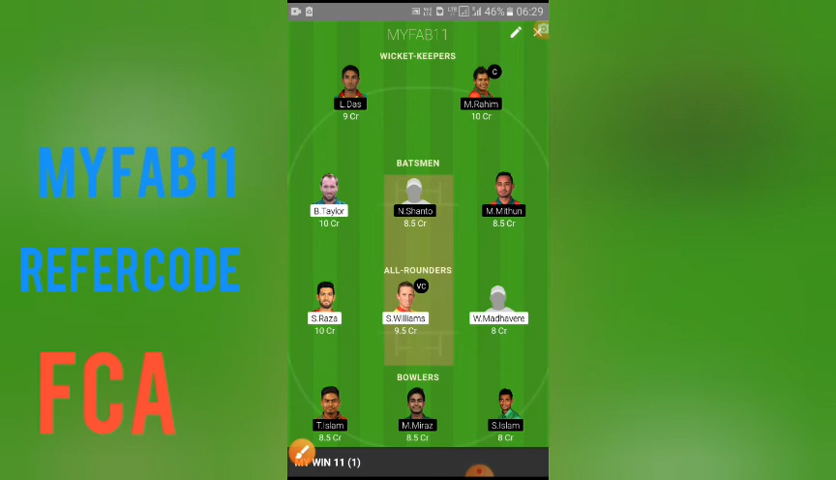 46% 06:29
MYFAB11
WICKET-KEEPERS
C
L.Das M.Rahim
9 Cr 10 Cr
BATSMEN
B.Taylor N.Shanto M.Mithun
10 Cr 8.5 Cr 8.5 Cr
ALL-ROUNDERS
VC
S.Raza S.Williams W.Madhavere
10 Cr 9.5 Cr 8 Cr
BOWLERS
T.Islam M.Miraz S.Islam
8.5 Cr 8.5 Cr 8 Cr
WIN 11 (1)
MYFAB11
REFERCODE
FCA